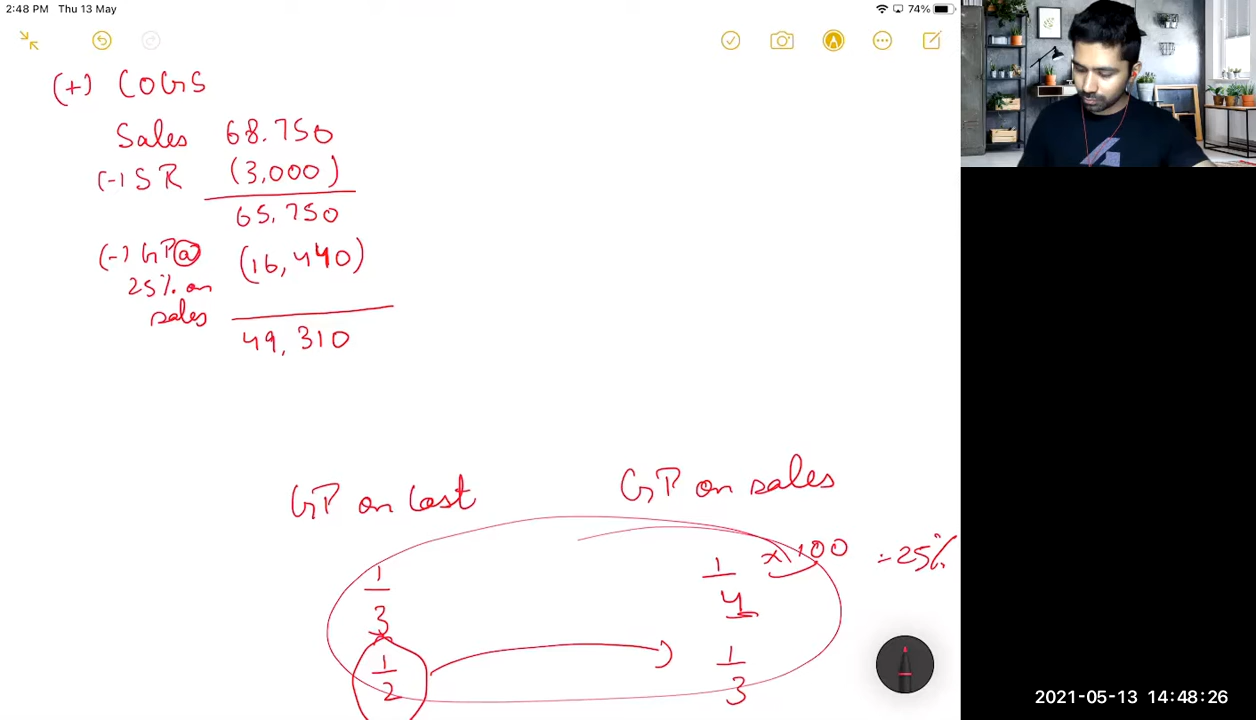 2:48 PM Thu 13 May 74%
(+) COGS
Sales 68.750
(-) SR (3,000)
65.750
(-) GP@ (16,440)
25% on
sales
49,310
GP on Cost GP on sales
1/3 1/4 x100 = 25%
1/2 1/3
2021-05-13 14:48:26